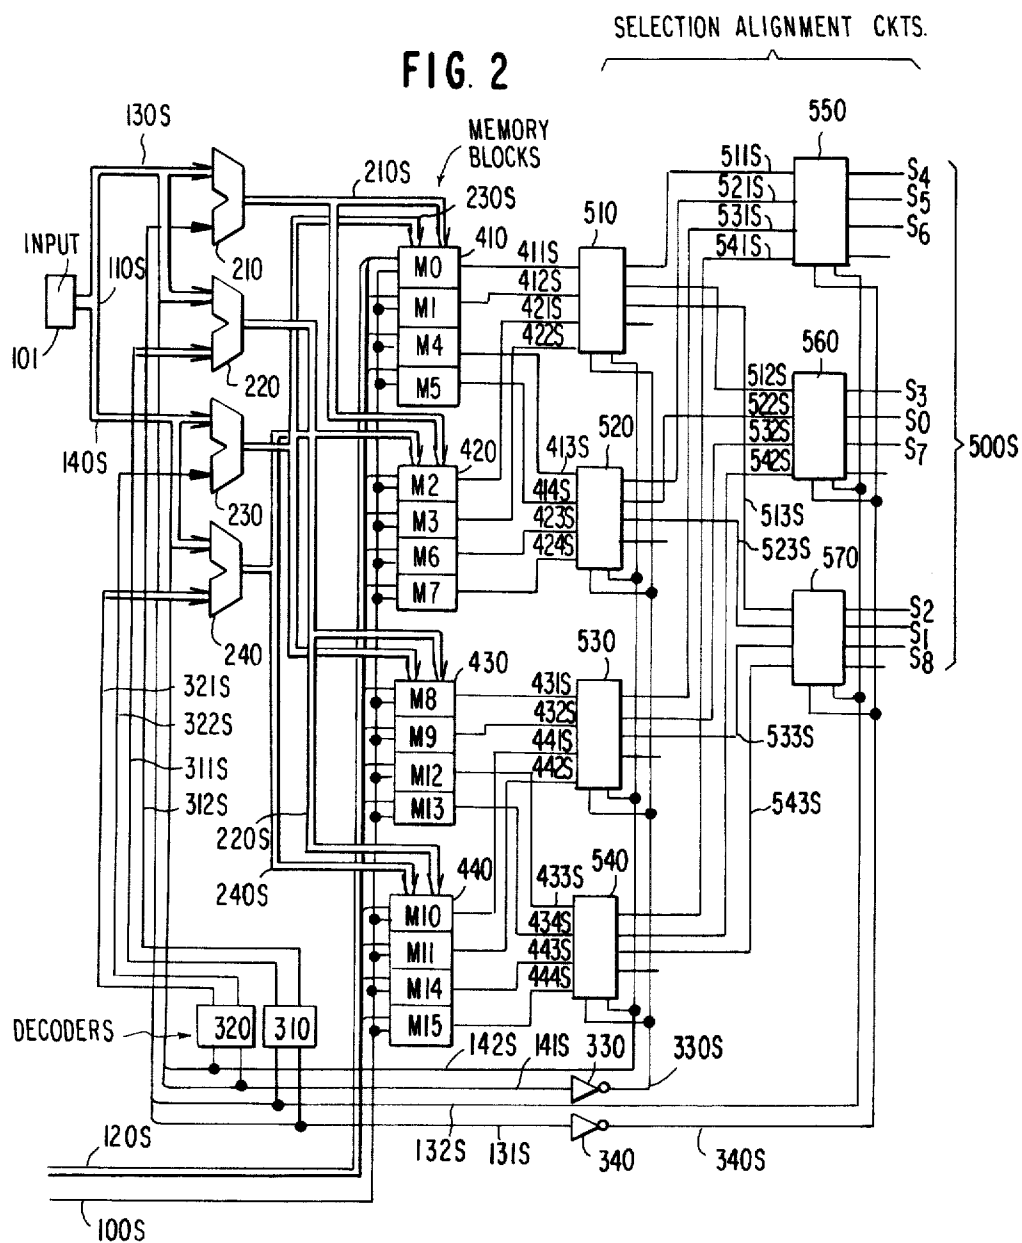 SELECTION ALIGNMENT CKTS.
FIG. 2
130S
MEMORY
BLOCKS
550
210S
230S
511S
521S
531S
541S
S4
S5
S6
INPUT
110S
210
410
510
411S
412S
421S
422S
M0
M1
M4
M5
101
220
560
512S
522S
532S
542S
S3
S0
S7
500S
140S
230
420
520
413S
414S
423S
424S
M2
M3
M6
M7
513S
523S
570
S2
S1
S8
240
430
530
431S
432S
441S
442S
M8
M9
M12
M13
533S
543S
321S
322S
311S
312S
220S
240S
440
540
433S
434S
443S
444S
M10
M11
M14
M15
DECODERS
320
310
142S
141S
330
330S
120S
132S
131S
340
340S
100S